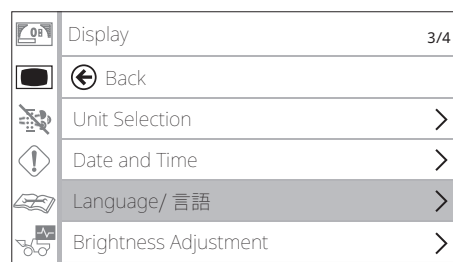 Display 3/4
Back
Unit Selection
Date and Time
Language/ 言語
Brightness Adjustment